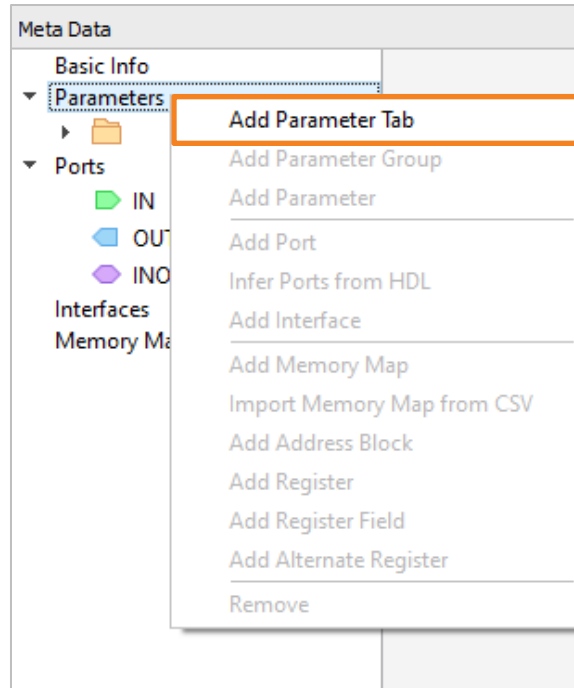 Meta Data
Basic Info
Parameters
Ports
IN
OUT
INO
Interfaces
Memory Ma
Add Parameter Tab
Add Parameter Group
Add Parameter
Add Port
Infer Ports from HDL
Add Interface
Add Memory Map
Import Memory Map from CSV
Add Address Block
Add Register
Add Register Field
Add Alternate Register
Remove